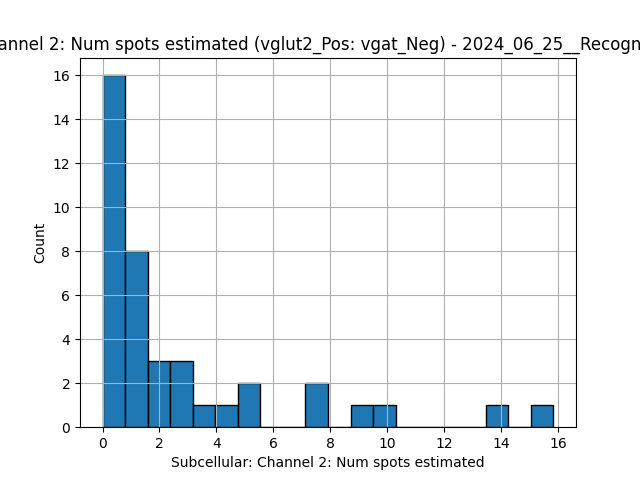 annel 2: Num spots estimated (vglut2_Pos: vgat_Neg) - 2024_06_25__Recogn
16
14
12
10
8
6
4
2
0
Count
0 2 4 6 8 10 12 14 16
Subcellular: Channel 2: Num spots estimated